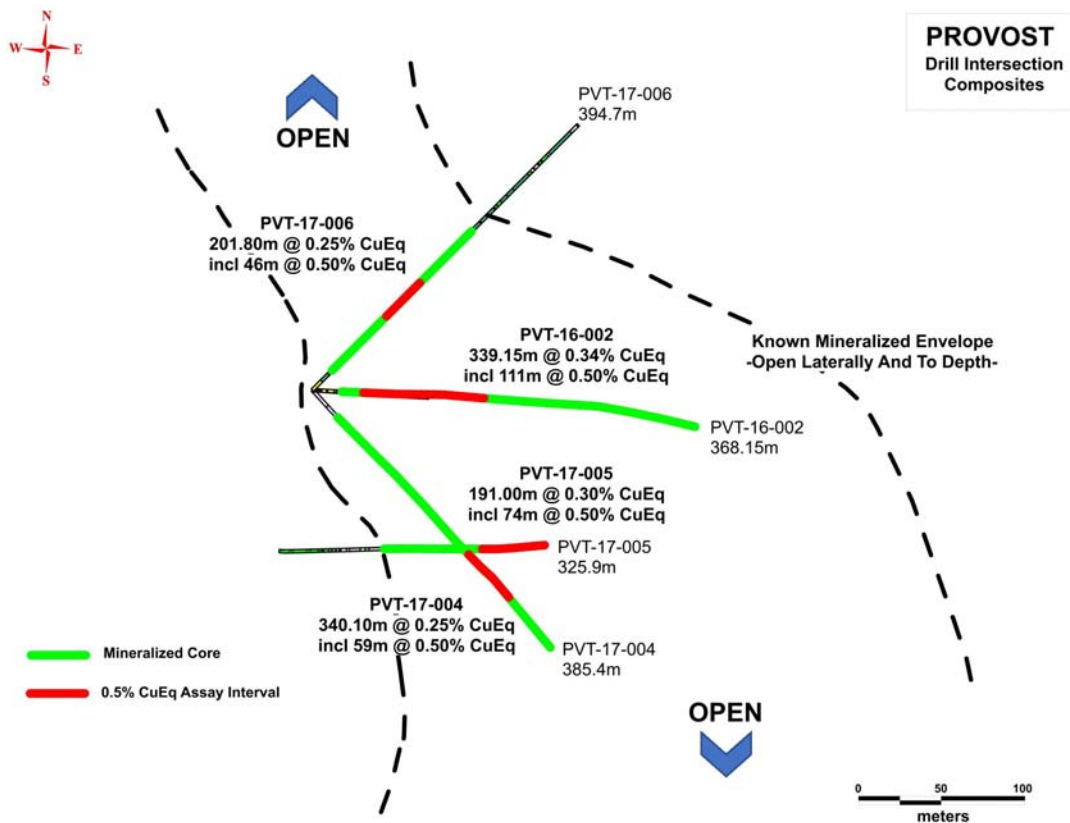 N
W E
S
PROVOST
Drill Intersection
Composites
OPEN
PVT-17-006
394.7m
PVT-17-006
201.80m @ 0.25% CuEq
incl 46m @ 0.50% CuEq
PVT-16-002
339.15m @ 0.34% CuEq
incl 111m @ 0.50% CuEq
Known Mineralized Envelope
-Open Laterally And To Depth-
PVT-16-002
368.15m
PVT-17-005
191.00m @ 0.30% CuEq
incl 74m @ 0.50% CuEq
PVT-17-005
325.9m
PVT-17-004
340.10m @ 0.25% CuEq
incl 59m @ 0.50% CuEq
PVT-17-004
385.4m
Mineralized Core
0.5% CuEq Assay Interval
OPEN
0 50 100
meters